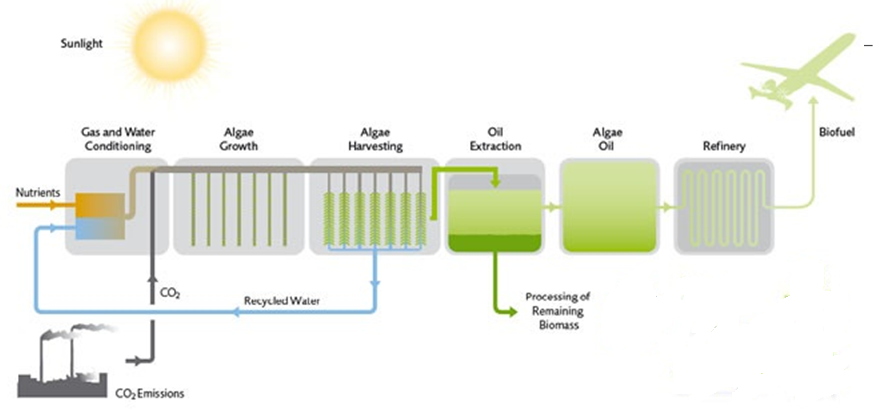 Sunlight
Gas and Water
Conditioning
Algae
Growth
Algae
Harvesting
Oil
Extraction
Algae
Oil
Refinery
Biofuel
Nutrients
CO₂
Recycled Water
Processing of
Remaining
Biomass
CO₂ Emissions